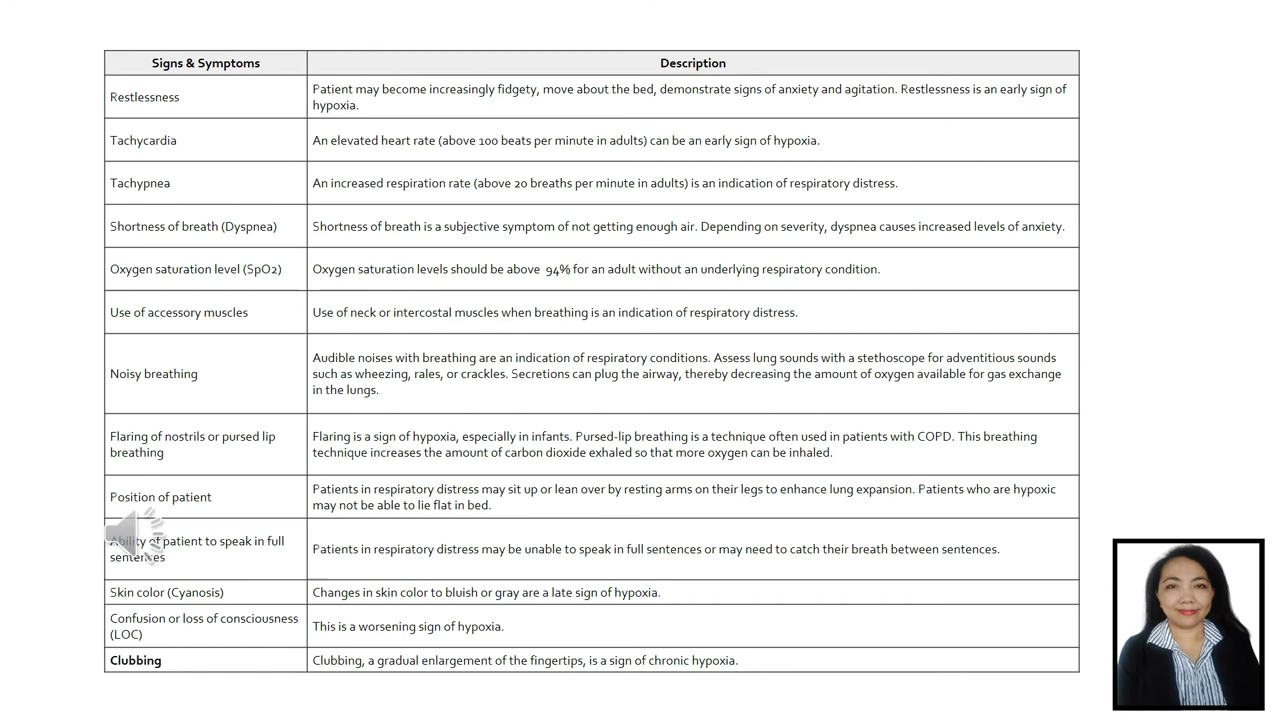 Signs & Symptoms
Description
Restlessness
Patient may become increasingly fidgety, move about the bed, demonstrate signs of anxiety and agitation. Restlessness is an early sign of
hypoxia.
Tachycardia
An elevated heart rate (above 100 beats per minute in adults) can be an early sign of hypoxia.
Tachypnea
An increased respiration rate (above 20 breaths per minute in adults) is an indication of respiratory distress.
Shortness of breath (Dyspnea)
Shortness of breath is a subjective symptom of not getting enough air. Depending on severity, dyspnea causes increased levels of anxiety.
Oxygen saturation level (SpO2)
Oxygen saturation levels should be above 94% for an adult without an underlying respiratory condition.
Use of accessory muscles
Use of neck or intercostal muscles when breathing is an indication of respiratory distress.
Noisy breathing
Audible noises with breathing are an indication of respiratory conditions. Assess lung sounds with a stethoscope for adventitious sounds
such as wheezing, rales, or crackles. Secretions can plug the airway, thereby decreasing the amount of oxygen available for gas exchange
in the lungs.
Flaring of nostrils or pursed lip
breathing
Flaring is a sign of hypoxia, especially in infants. Pursed-lip breathing is a technique often used in patients with COPD. This breathing
technique increases the amount of carbon dioxide exhaled so that more oxygen can be inhaled.
Position of patient
Patients in respiratory distress may sit up or lean over by resting arms on their legs to enhance lung expansion. Patients who are hypoxic
may not be able to lie flat in bed.
Ability of patient to speak in full
sentences
Patients in respiratory distress may be unable to speak in full sentences or may need to catch their breath between sentences.
Skin color (Cyanosis)
Changes in skin color to bluish or gray are a late sign of hypoxia.
Confusion or loss of consciousness
(LOC)
This is a worsening sign of hypoxia.
Clubbing
Clubbing, a gradual enlargement of the fingertips, is a sign of chronic hypoxia.